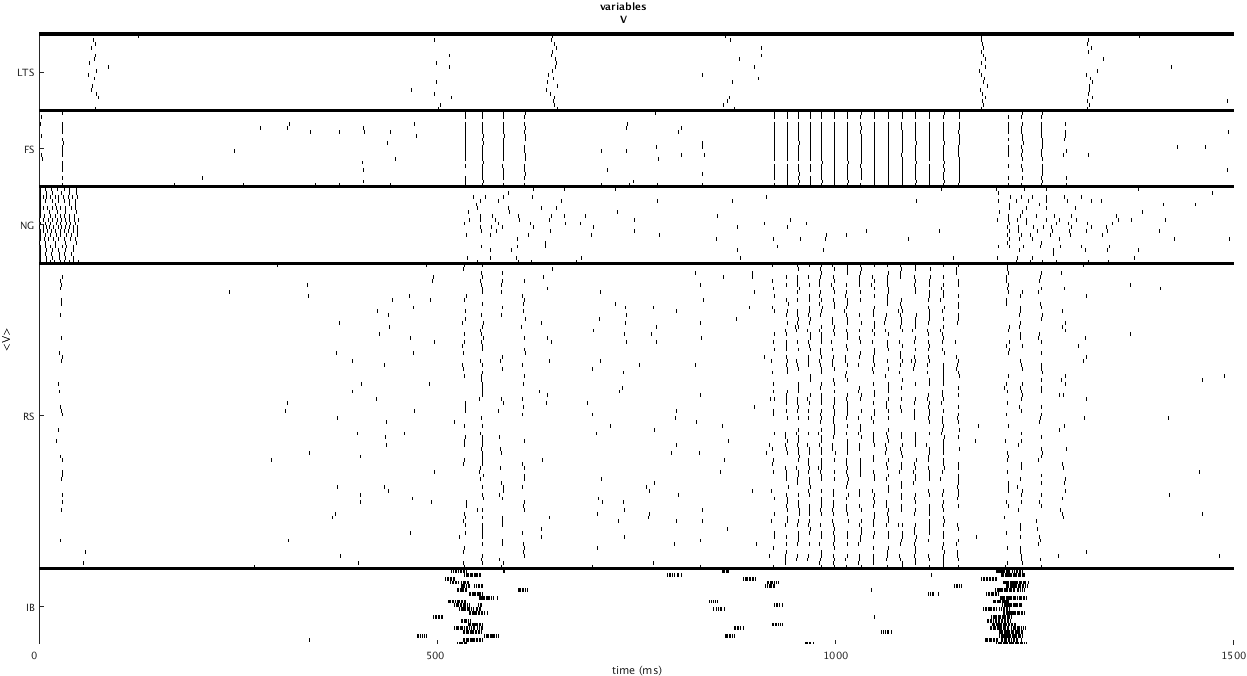 variables
V
LTS
FS
NG
<V>
RS
IB
0 500 1000 1500
time (ms)